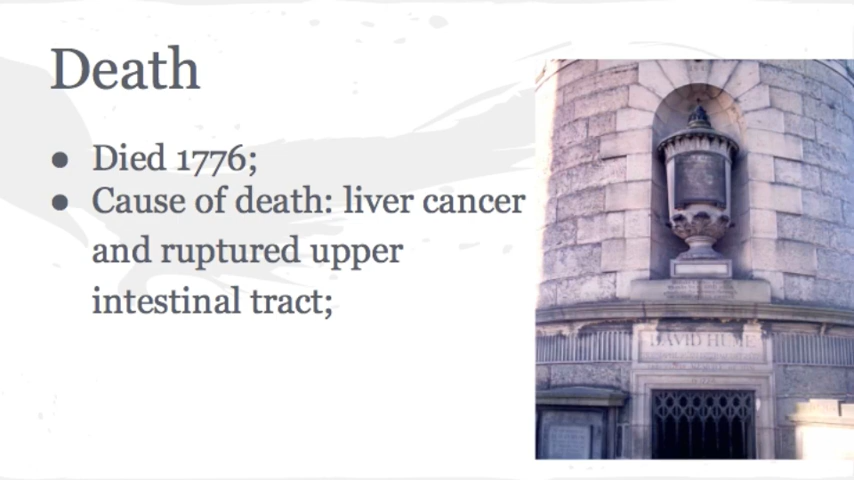 Death
● Died 1776;
● Cause of death: liver cancer
and ruptured upper
intestinal tract;
DAVID HUME